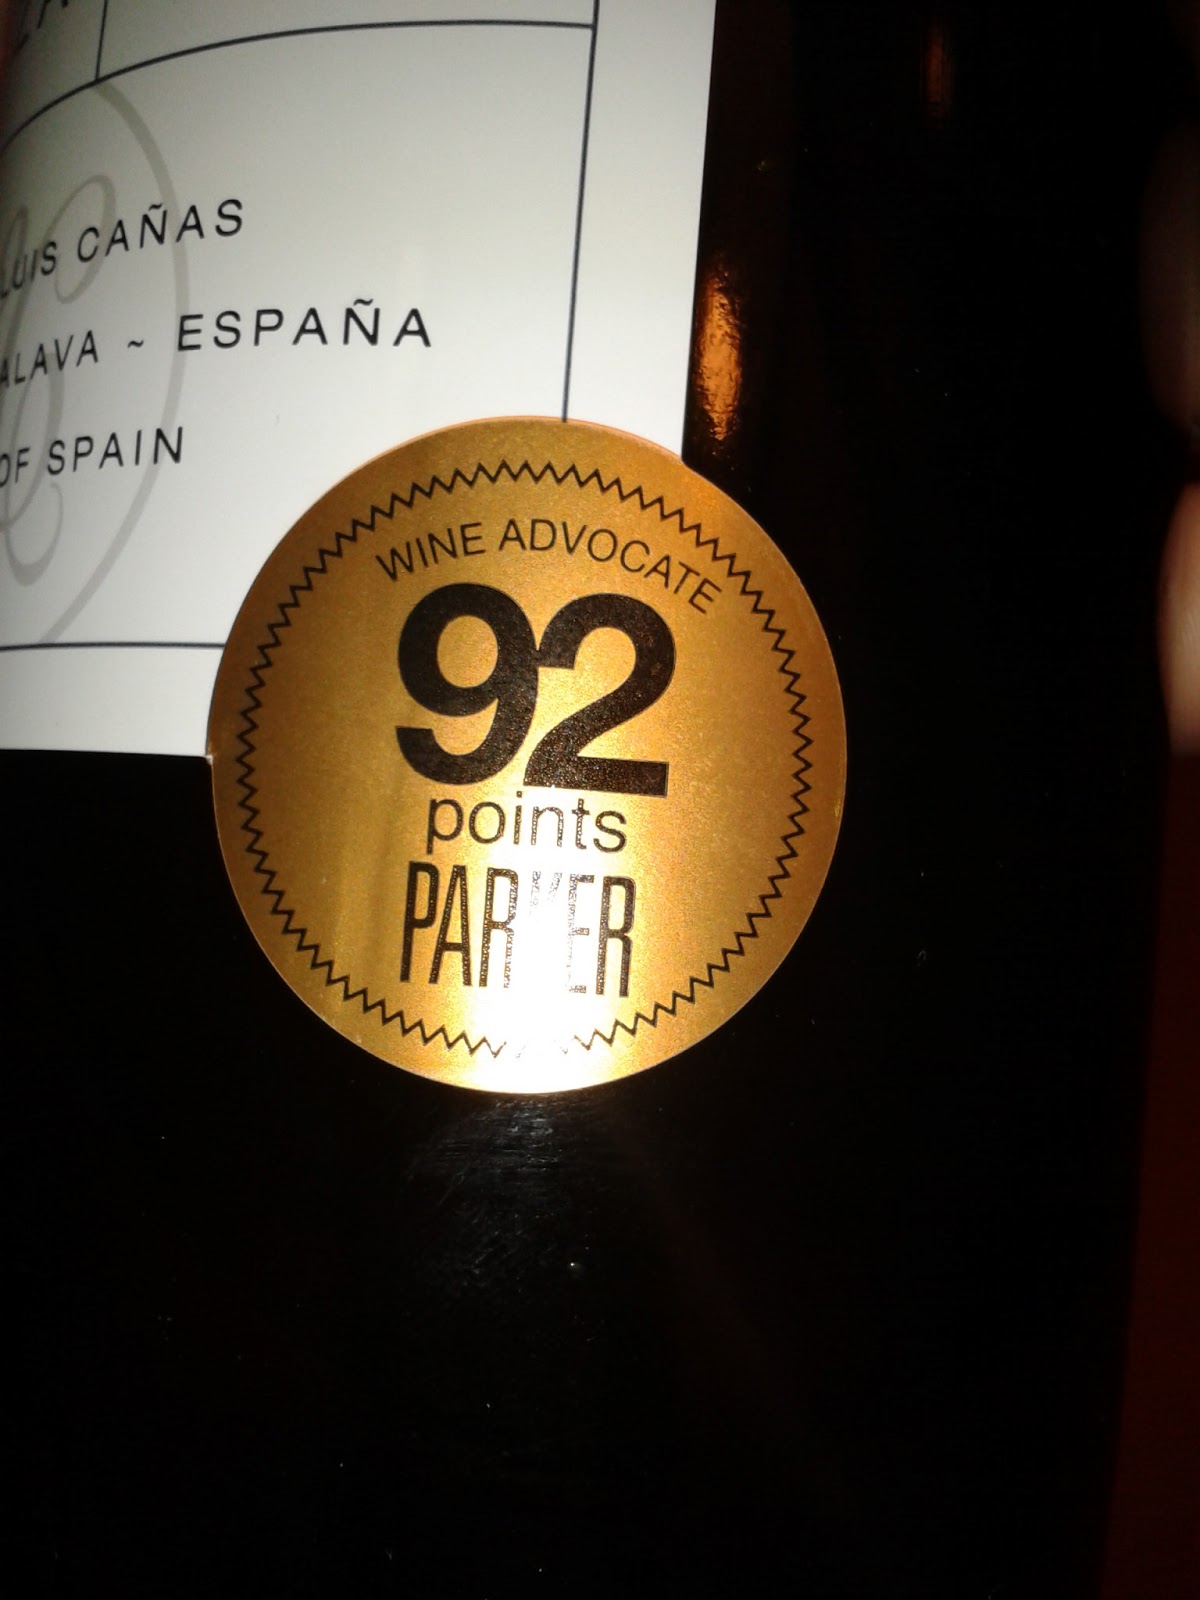 LUIS CAÑAS
ALAVA ~ ESPAÑA
OF SPAIN
WINE ADVOCATE
92
points
PARKER